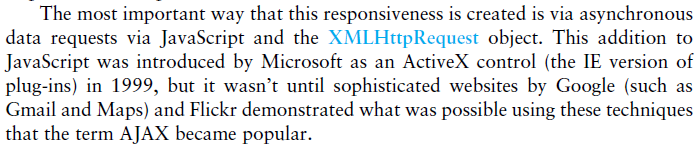 The most important way that this responsiveness is created is via asynchronous
data requests via JavaScript and the XMLHttpRequest object. This addition to
JavaScript was introduced by Microsoft as an ActiveX control (the IE version of
plug-ins) in 1999, but it wasn’t until sophisticated websites by Google (such as
Gmail and Maps) and Flickr demonstrated what was possible using these techniques
that the term AJAX became popular.